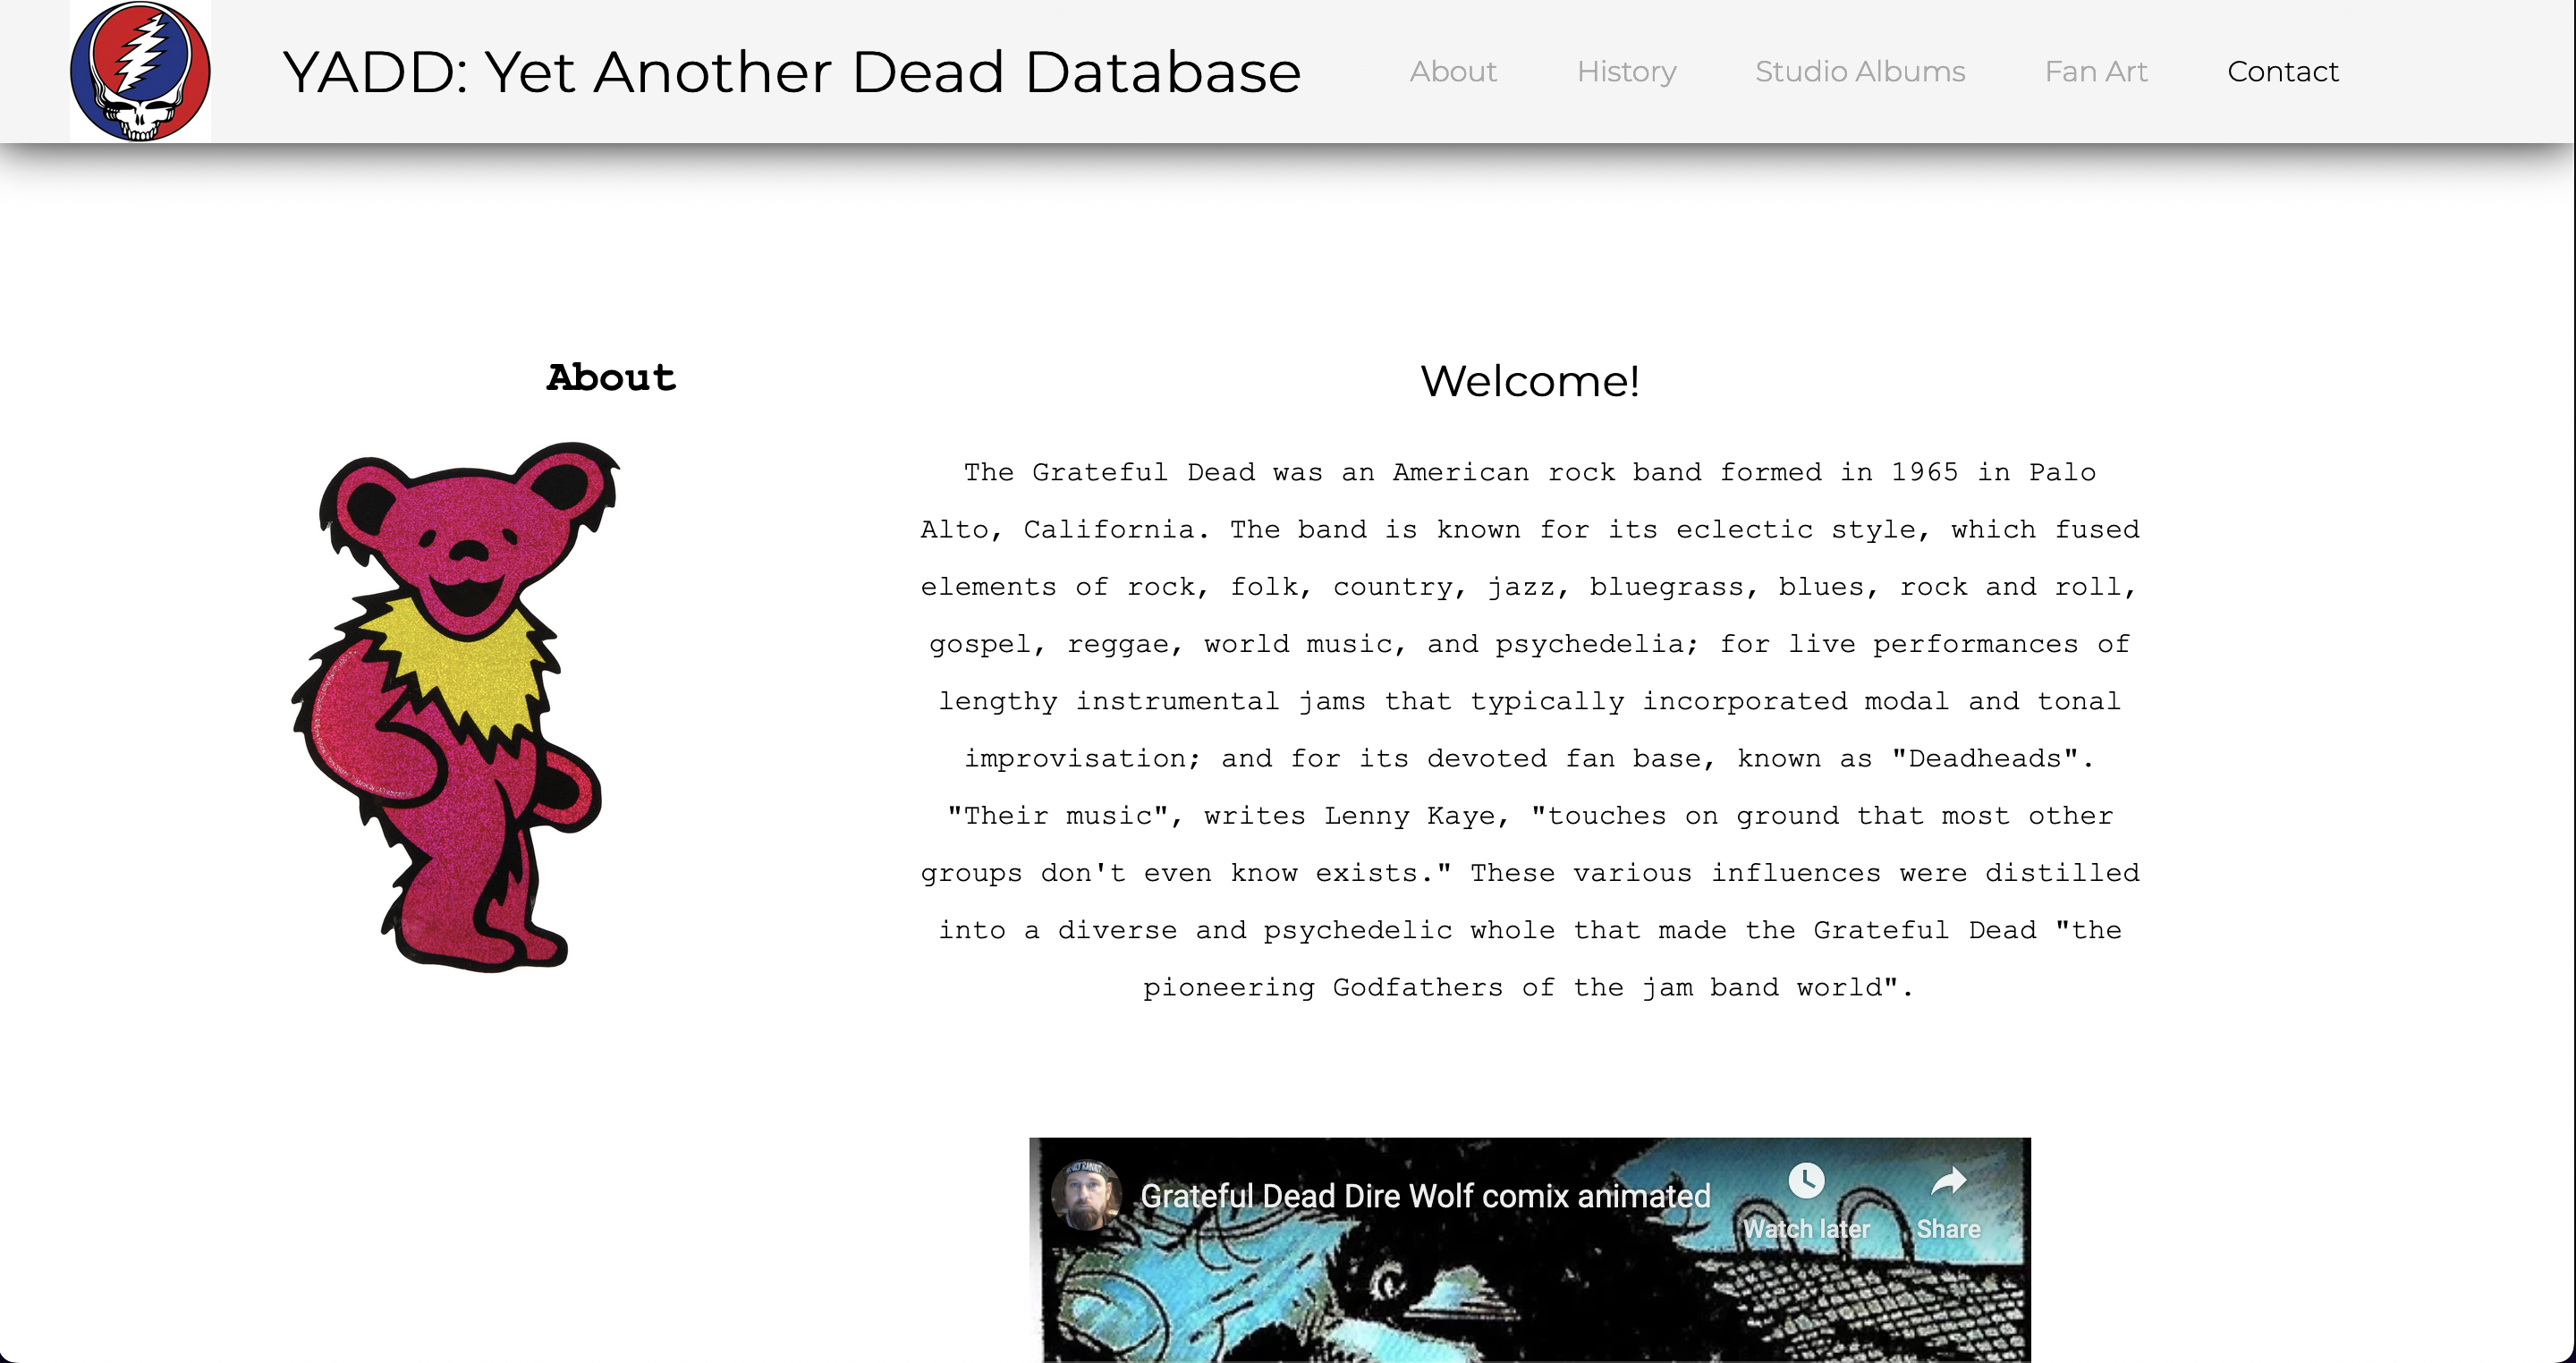 YADD: Yet Another Dead Database
About
History
Studio Albums
Fan Art
Contact
About
Welcome!
The Grateful Dead was an American rock band formed in 1965 in Palo
Alto, California. The band is known for its eclectic style, which fused
elements of rock, folk, country, jazz, bluegrass, blues, rock and roll,
gospel, reggae, world music, and psychedelia; for live performances of
lengthy instrumental jams that typically incorporated modal and tonal
improvisation; and for its devoted fan base, known as "Deadheads".
"Their music", writes Lenny Kaye, "touches on ground that most other
groups don't even know exists." These various influences were distilled
into a diverse and psychedelic whole that made the Grateful Dead "the
pioneering Godfathers of the jam band world".
Grateful Dead Dire Wolf comix animated
Watch later
Share